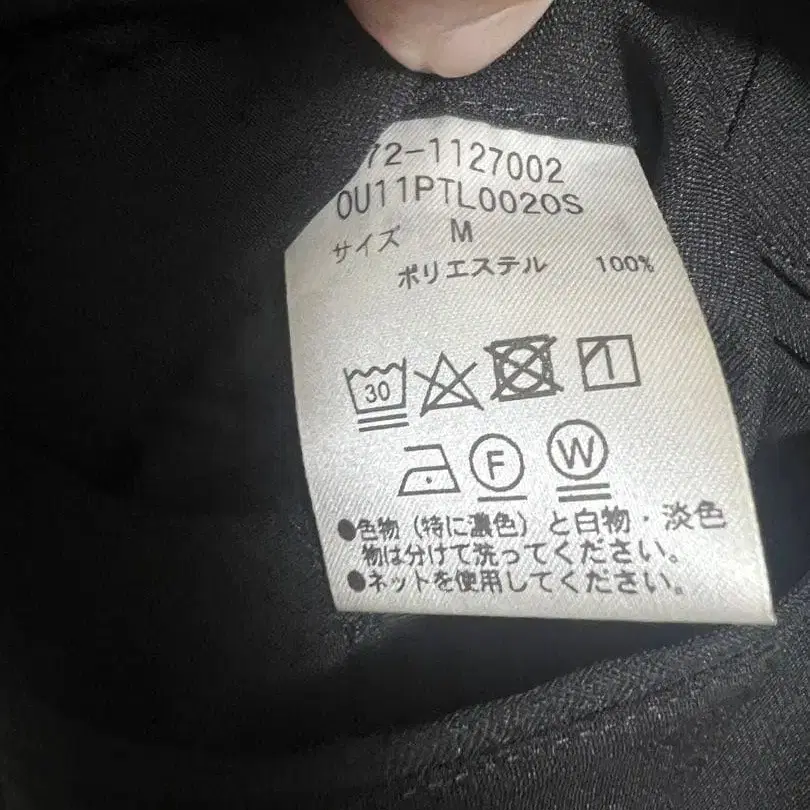 72-1127002
OU11PTL0020S
サイズ M
ポリエステル 100%
30
F W
●色物（特に濃色）と白物・淡色
物は分けて洗ってください。
●ネットを使用してください。